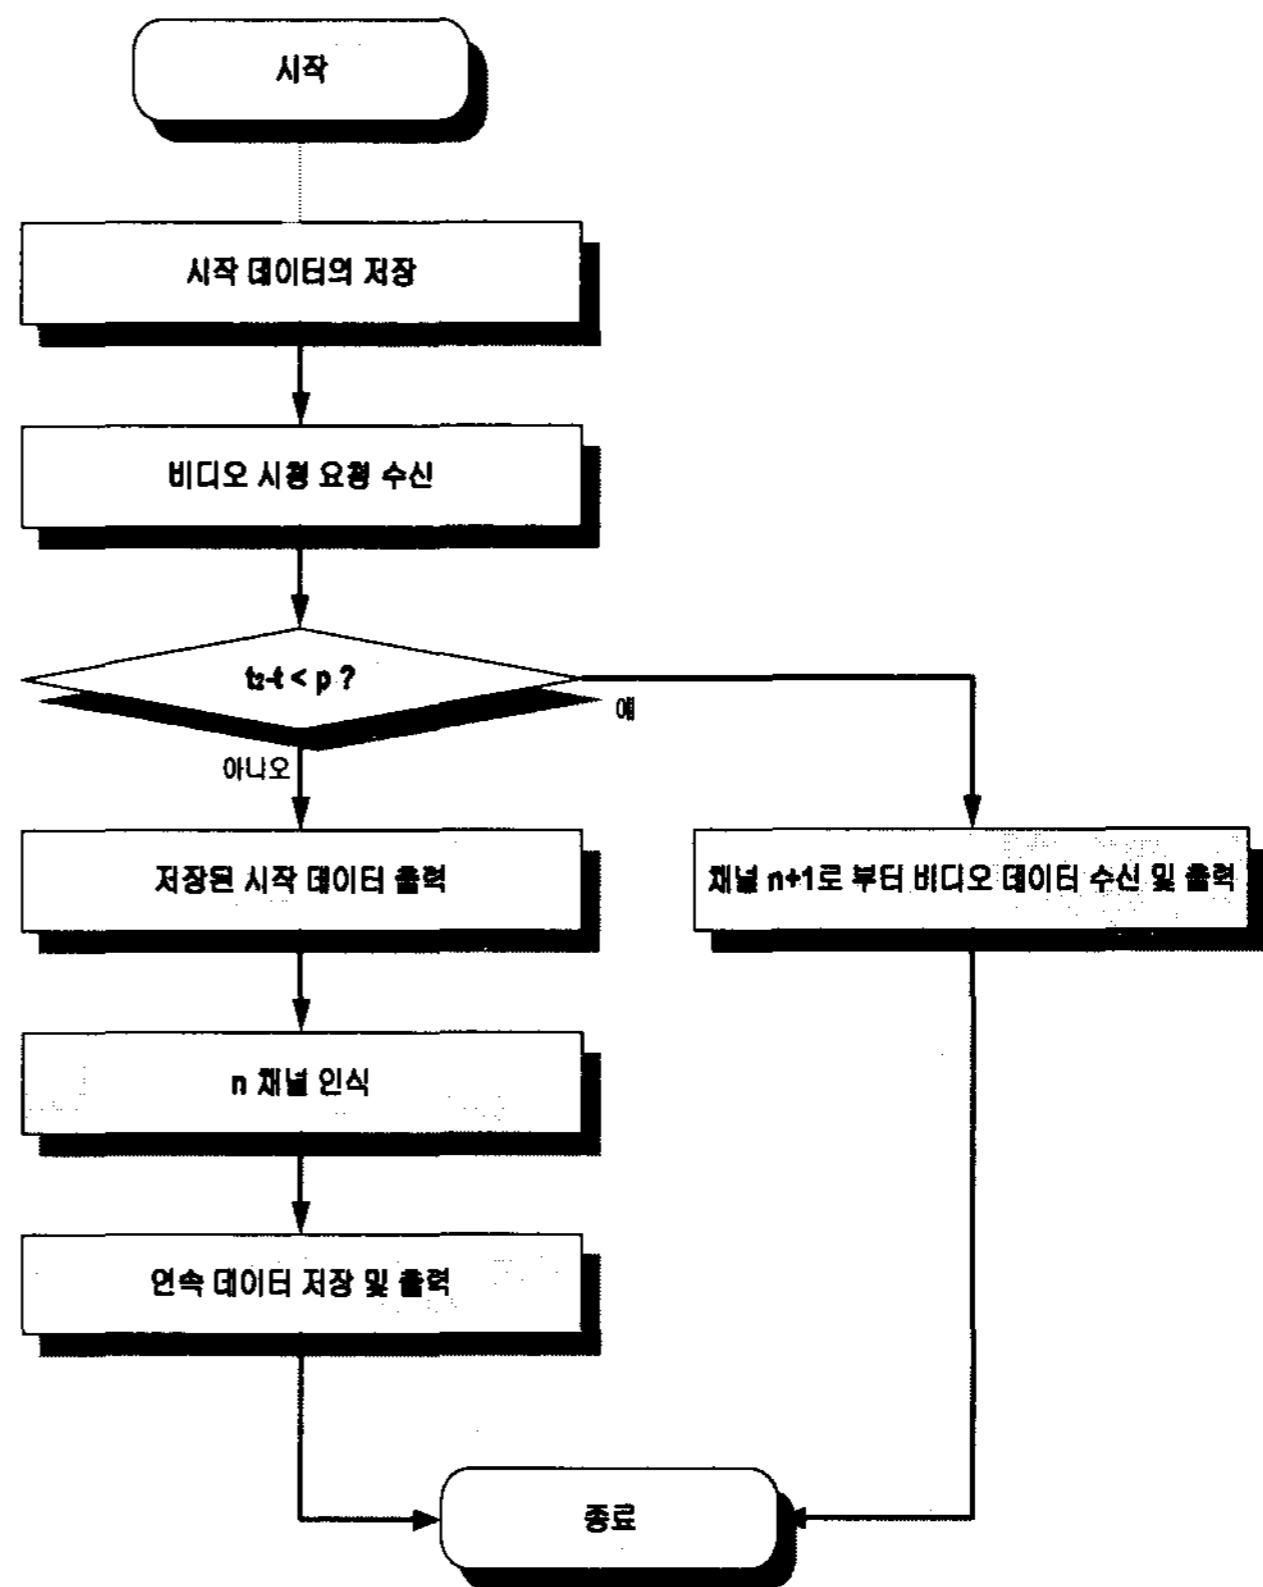 시작
시작 데이터의 저장
비디오 시청 요청 수신
t₂-t < p ?
예
아니오
저장된 시작 데이터 출력
채널 n+1로 부터 비디오 데이터 수신 및 출력
n 채널 인식
연속 데이터 저장 및 출력
종료